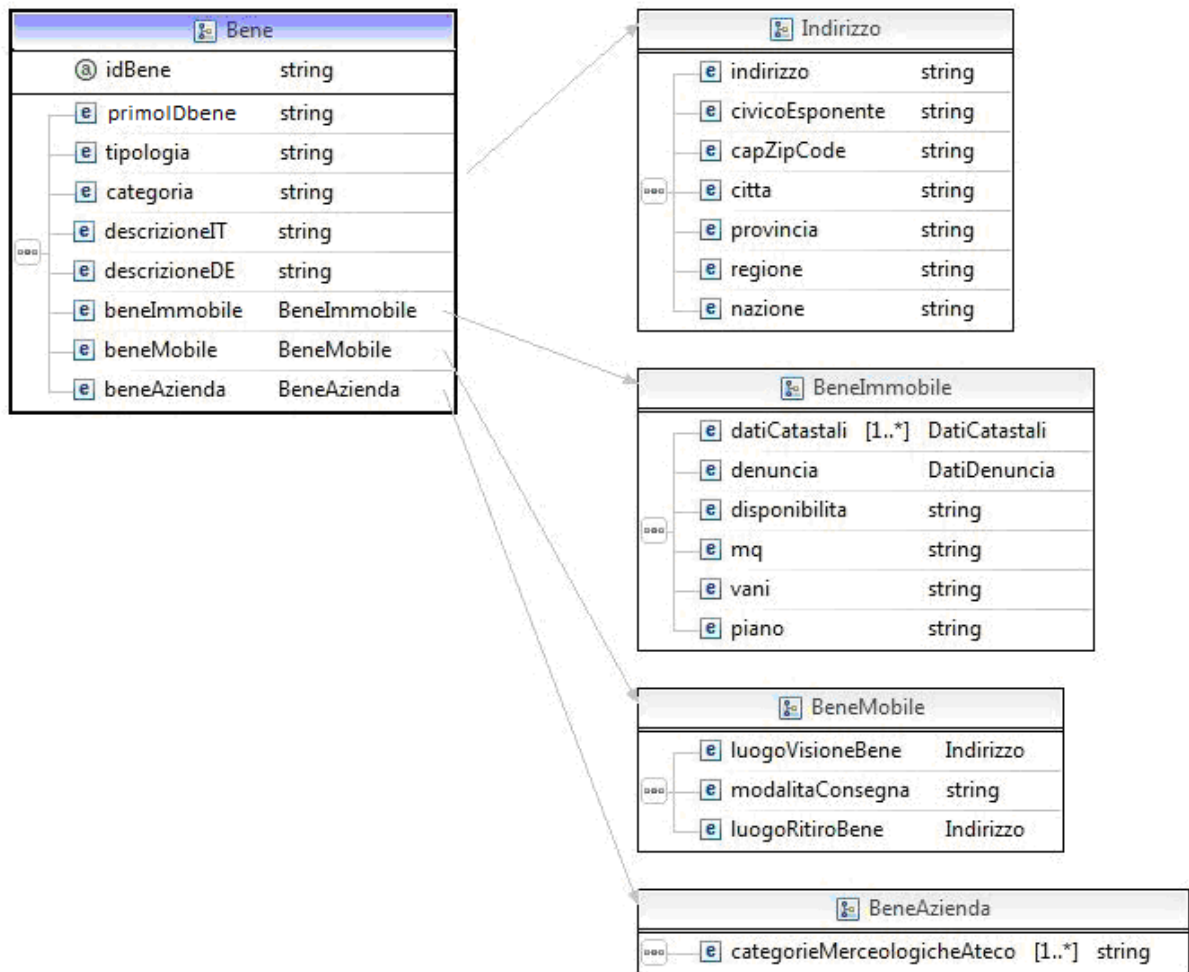 Bene
idBene string
primoIDbene string
tipologia string
categoria string
descrizioneIT string
descrizioneDE string
beneImmobile BeneImmobile
beneMobile BeneMobile
beneAzienda BeneAzienda
Indirizzo
indirizzo string
civicoEsponente string
capZipCode string
citta string
provincia string
regione string
nazione string
BeneImmobile
datiCatastali [1..*] DatiCatastali
denuncia DatiDenuncia
disponibilita string
mq string
vani string
piano string
BeneMobile
luogoVisioneBene Indirizzo
modalitaConsegna string
luogoRitiroBene Indirizzo
BeneAzienda
categorieMerceologicheAteco [1..*] string